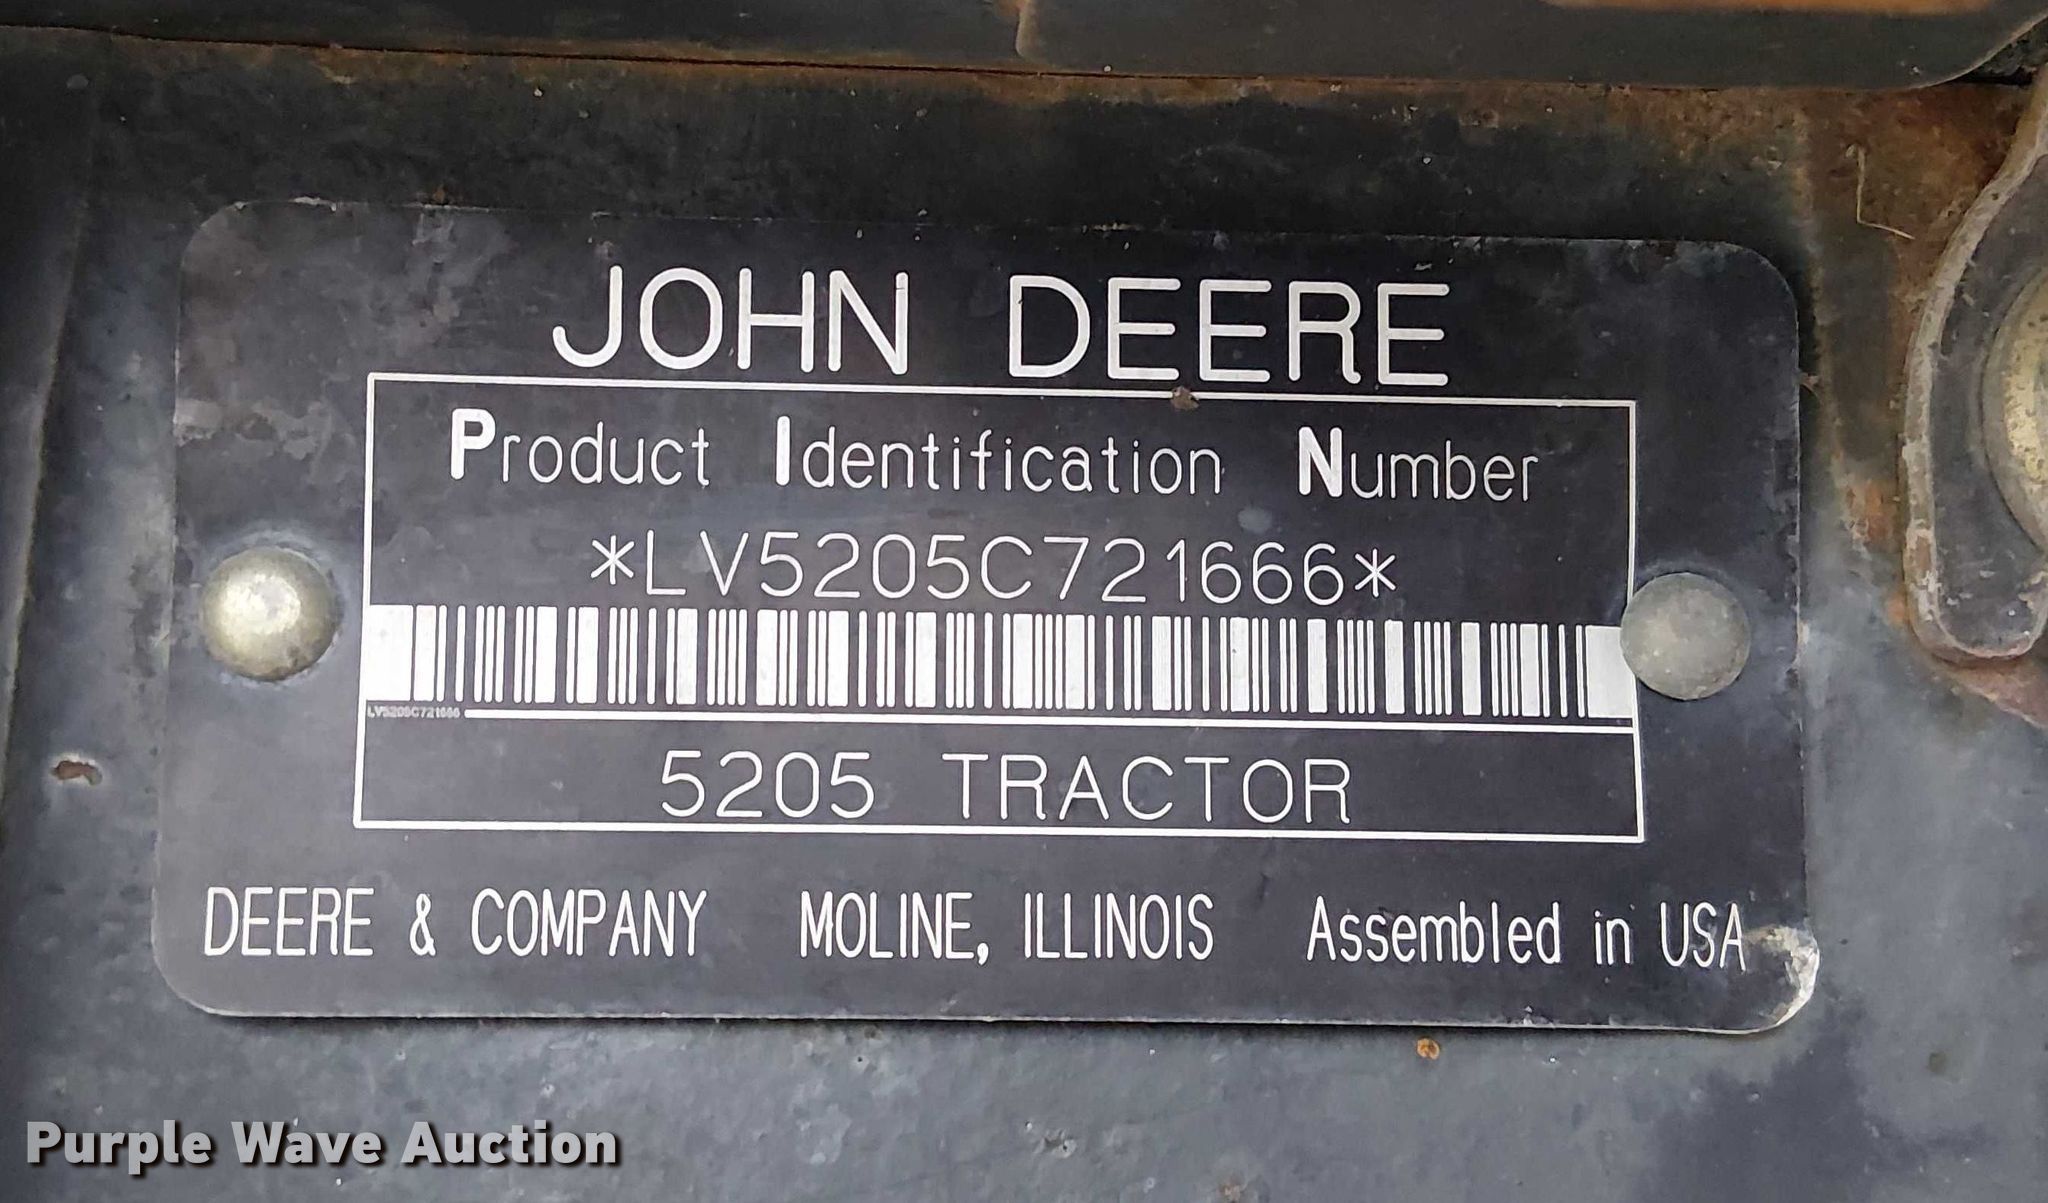 JOHN DEERE
Product Identification Number
*LV5205C721666*
LV5205C721666
5205 TRACTOR
DEERE & COMPANY MOLINE, ILLINOIS Assembled in USA
Purple Wave Auction